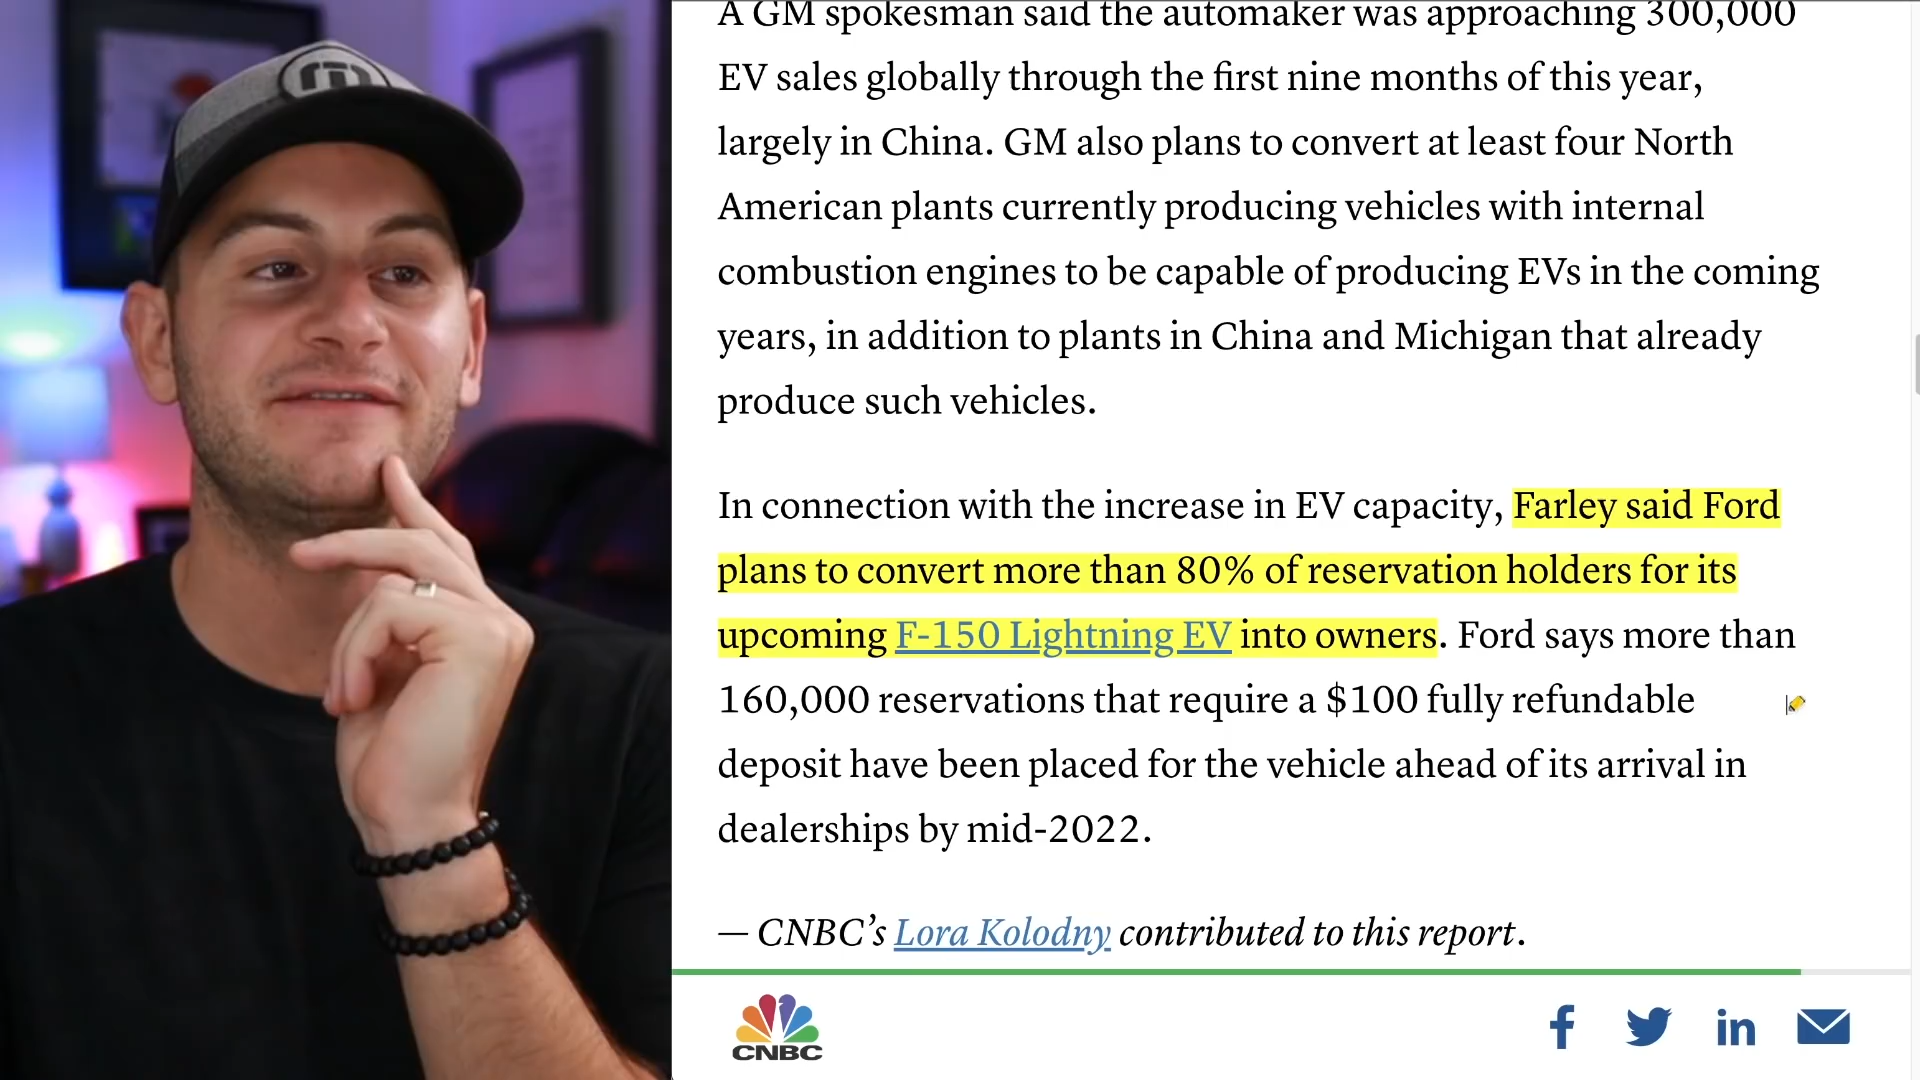 A GM spokesman said the automaker was approaching 300,000
EV sales globally through the first nine months of this year,
largely in China. GM also plans to convert at least four North
American plants currently producing vehicles with internal
combustion engines to be capable of producing EVs in the coming
years, in addition to plants in China and Michigan that already
produce such vehicles.
In connection with the increase in EV capacity, Farley said Ford
plans to convert more than 80% of reservation holders for its
upcoming F-150 Lightning EV into owners. Ford says more than
160,000 reservations that require a $100 fully refundable
deposit have been placed for the vehicle ahead of its arrival in
dealerships by mid-2022.
— CNBC’s Lora Kolodny contributed to this report.
CNBC